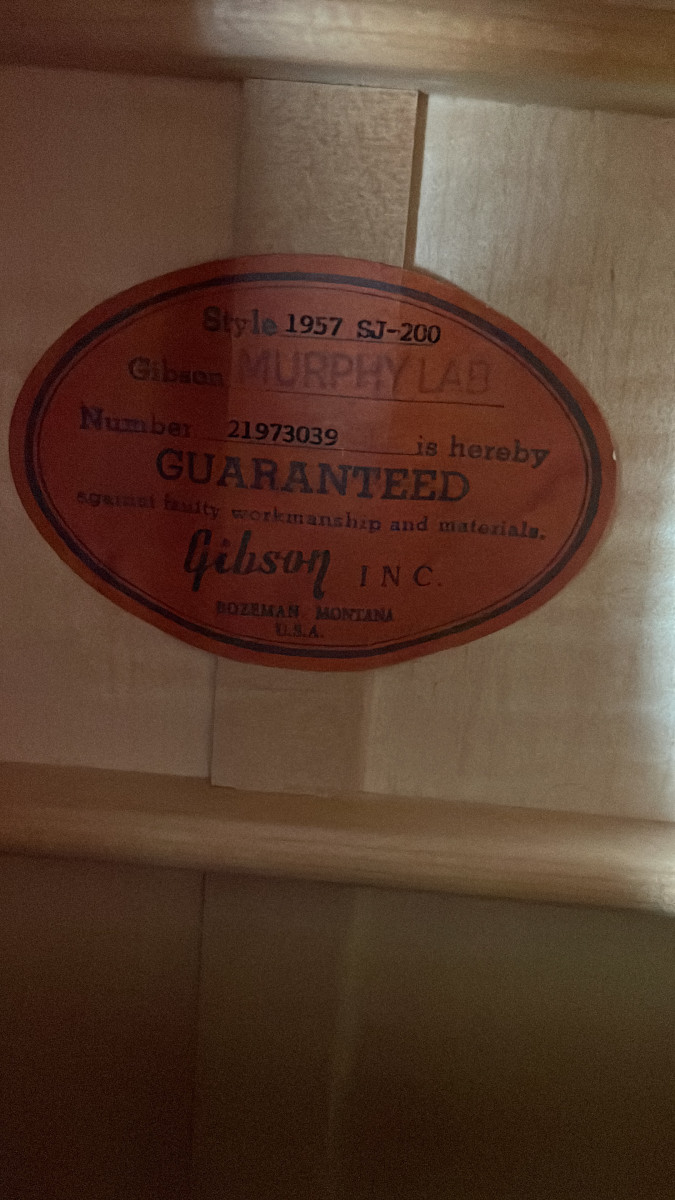 Style 1957 SJ-200
Gibson MURPHY LAB
Number 21973039 is hereby
GUARANTEED
against faulty workmanship and materials.
Gibson INC.
BOZEMAN MONTANA
U.S.A.